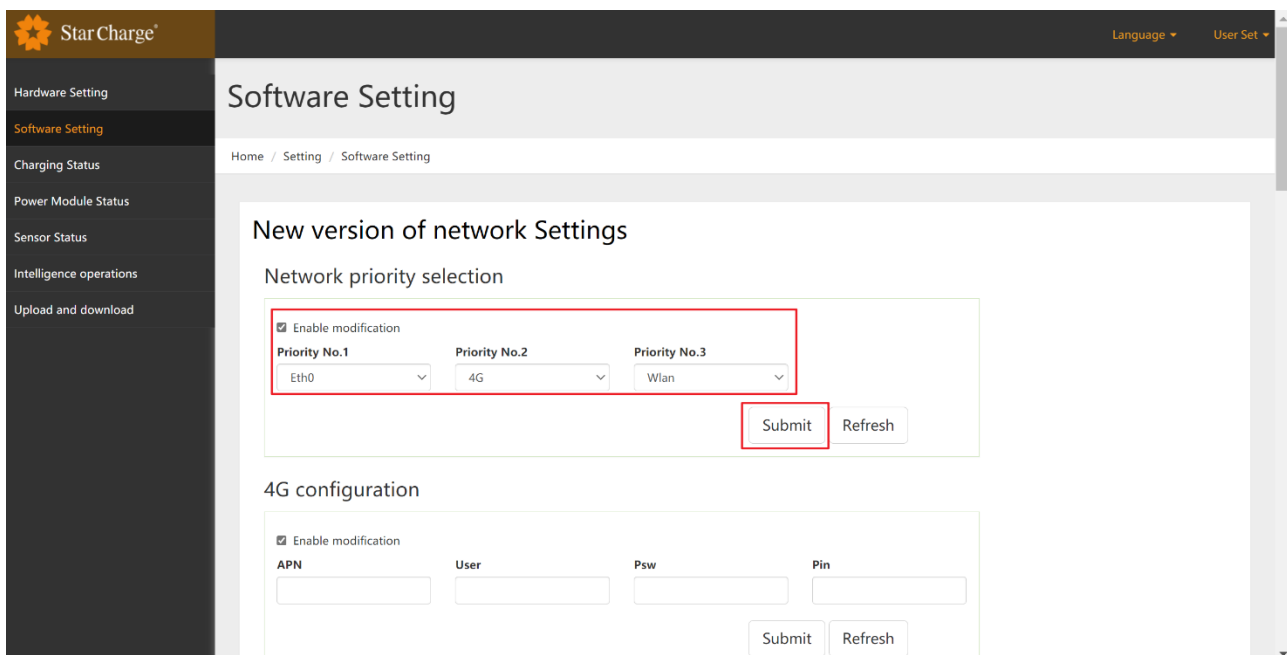 StarCharge®
Language
User Set
Hardware Setting
Software Setting
Charging Status
Power Module Status
Sensor Status
Intelligence operations
Upload and download
Software Setting
Home / Setting / Software Setting
New version of network Settings
Network priority selection
Enable modification
Priority No.1 Priority No.2 Priority No.3
Eth0 4G Wlan
Submit Refresh
4G configuration
Enable modification
APN User Psw Pin
Submit Refresh